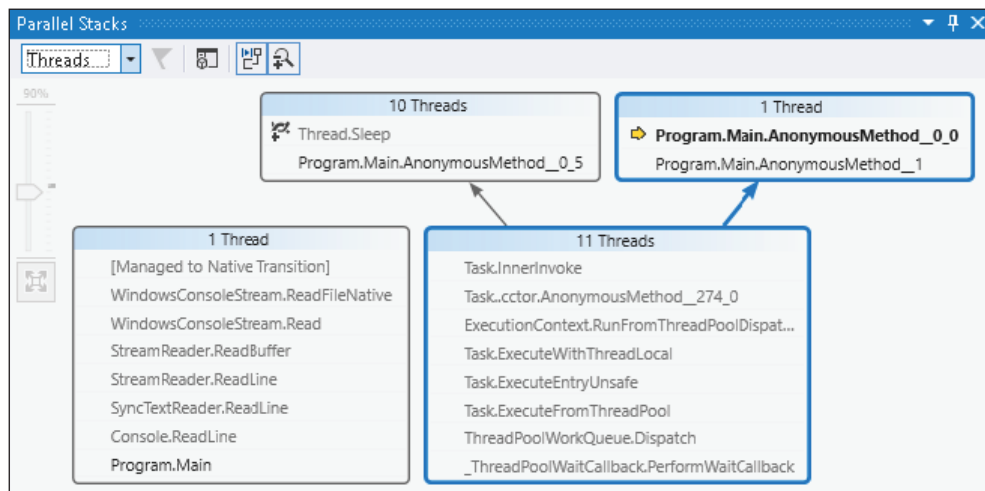 Parallel Stacks
Threads
90%
10 Threads
Thread.Sleep
Program.Main.AnonymousMethod__0_5
1 Thread
Program.Main.AnonymousMethod__0_0
Program.Main.AnonymousMethod__1
1 Thread
[Managed to Native Transition]
WindowsConsoleStream.ReadFileNative
WindowsConsoleStream.Read
StreamReader.ReadBuffer
StreamReader.ReadLine
SyncTextReader.ReadLine
Console.ReadLine
Program.Main
11 Threads
Task.InnerInvoke
Task..cctor.AnonymousMethod__274_0
ExecutionContext.RunFromThreadPoolDispat...
Task.ExecuteWithThreadLocal
Task.ExecuteEntryUnsafe
Task.ExecuteFromThreadPool
ThreadPoolWorkQueue.Dispatch
_ThreadPoolWaitCallback.PerformWaitCallback